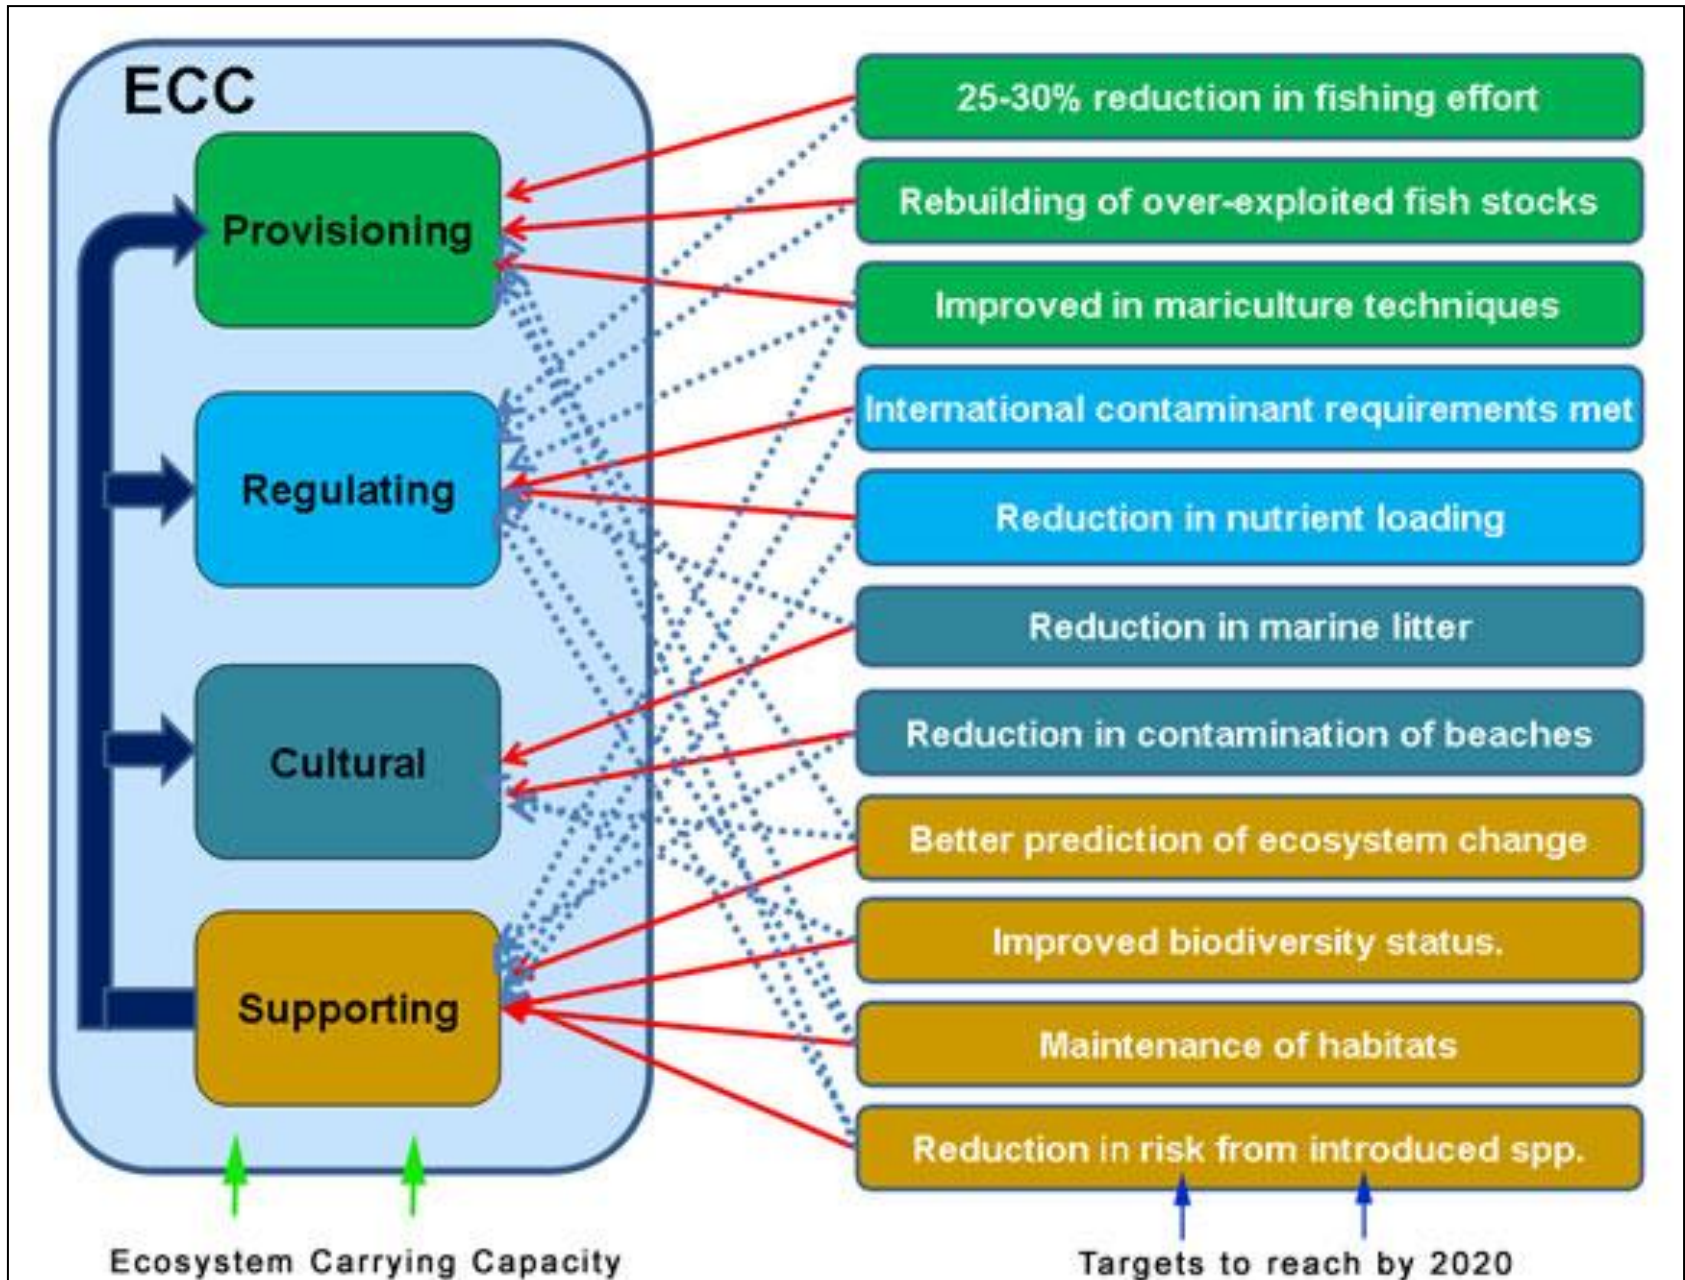 ECC
Provisioning
Regulating
Cultural
Supporting
25-30% reduction in fishing effort
Rebuilding of over-exploited fish stocks
Improved in mariculture techniques
International contaminant requirements met
Reduction in nutrient loading
Reduction in marine litter
Reduction in contamination of beaches
Better prediction of ecosystem change
Improved biodiversity status.
Maintenance of habitats
Reduction in risk from introduced spp.
Ecosystem Carrying Capacity
Targets to reach by 2020